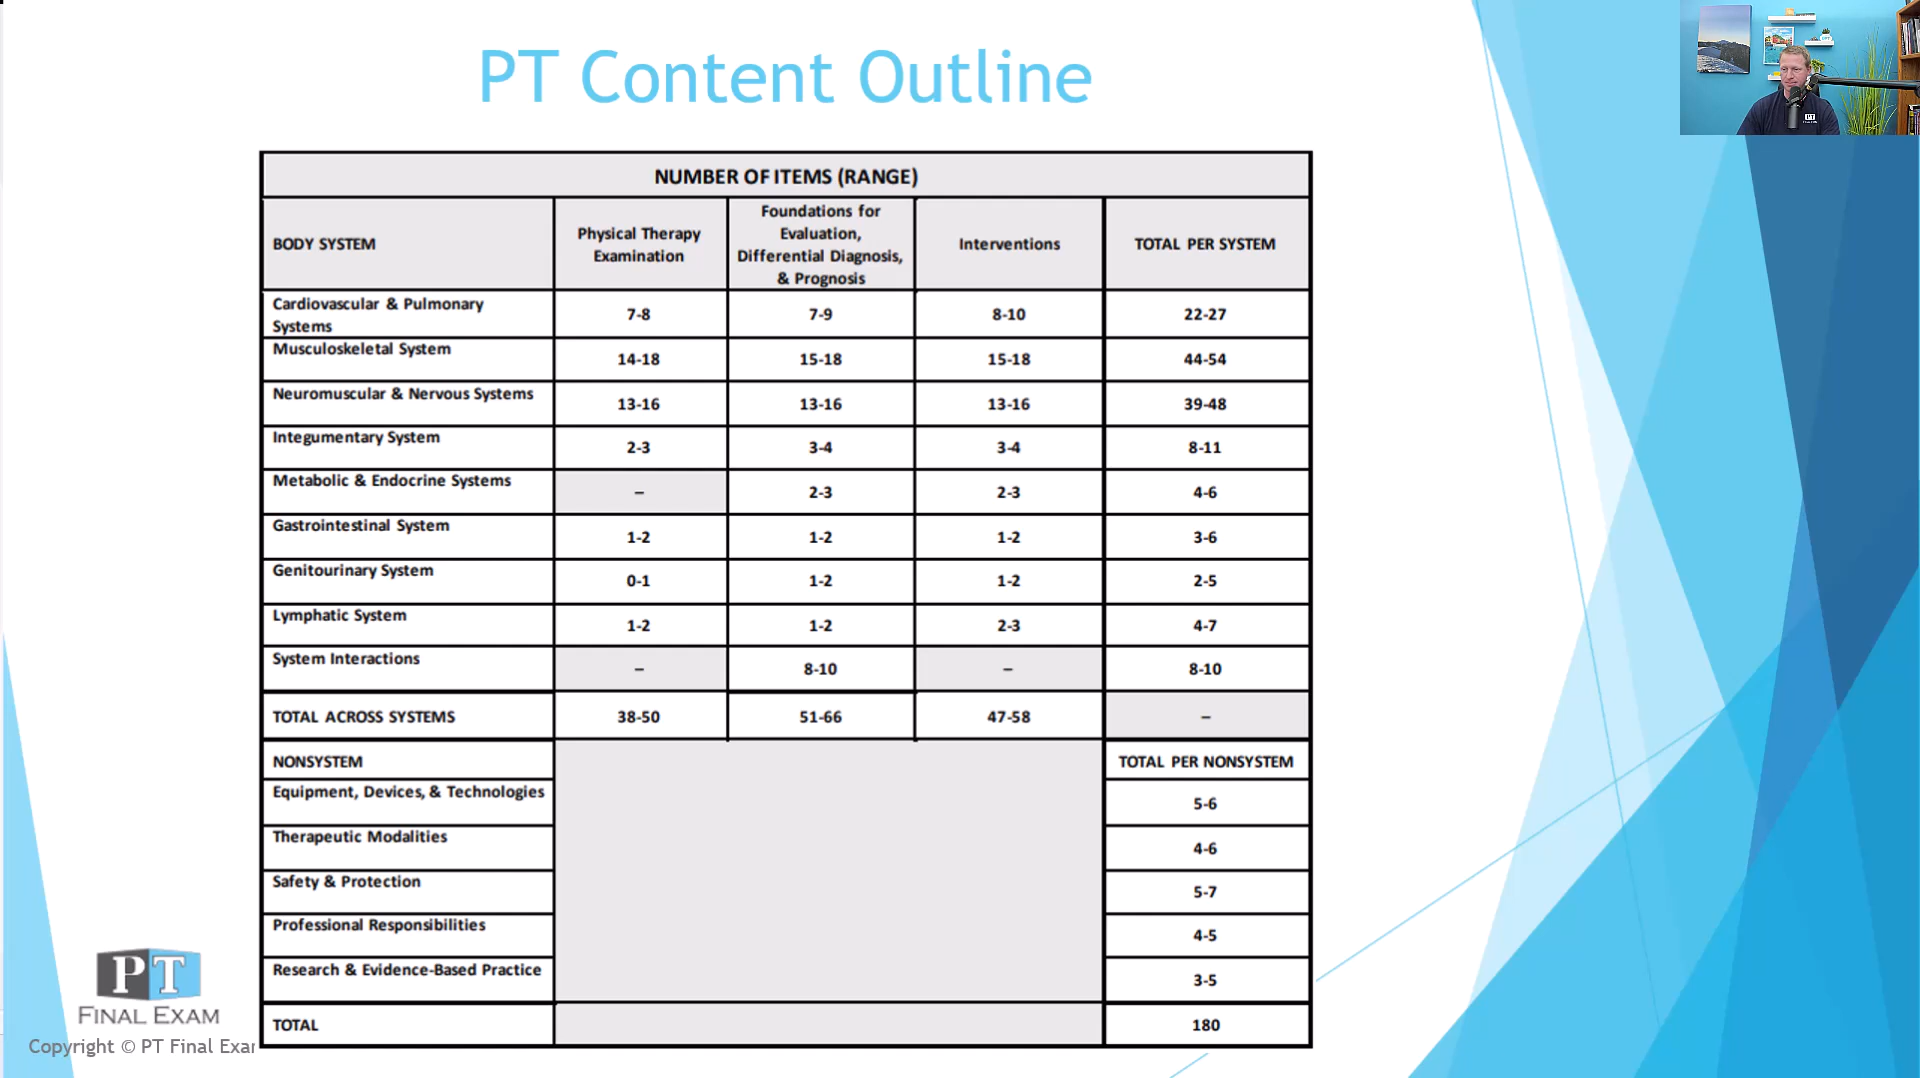 PT Content Outline
NUMBER OF ITEMS (RANGE)
BODY SYSTEM
Physical Therapy
Examination
Foundations for
Evaluation,
Differential Diagnosis,
& Prognosis
Interventions
TOTAL PER SYSTEM
Cardiovascular & Pulmonary
Systems
7-8
7-9
8-10
22-27
Musculoskeletal System
14-18
15-18
15-18
44-54
Neuromuscular & Nervous Systems
13-16
13-16
13-16
39-48
Integumentary System
2-3
3-4
3-4
8-11
Metabolic & Endocrine Systems
–
2-3
2-3
4-6
Gastrointestinal System
1-2
1-2
1-2
3-6
Genitourinary System
0-1
1-2
1-2
2-5
Lymphatic System
1-2
1-2
2-3
4-7
System Interactions
–
8-10
–
8-10
TOTAL ACROSS SYSTEMS
38-50
51-66
47-58
–
NONSYSTEM
TOTAL PER NONSYSTEM
Equipment, Devices, & Technologies
5-6
Therapeutic Modalities
4-6
Safety & Protection
5-7
Professional Responsibilities
4-5
Research & Evidence-Based Practice
3-5
TOTAL
180
PT
FINAL EXAM
Copyright © PT Final Exar
PT